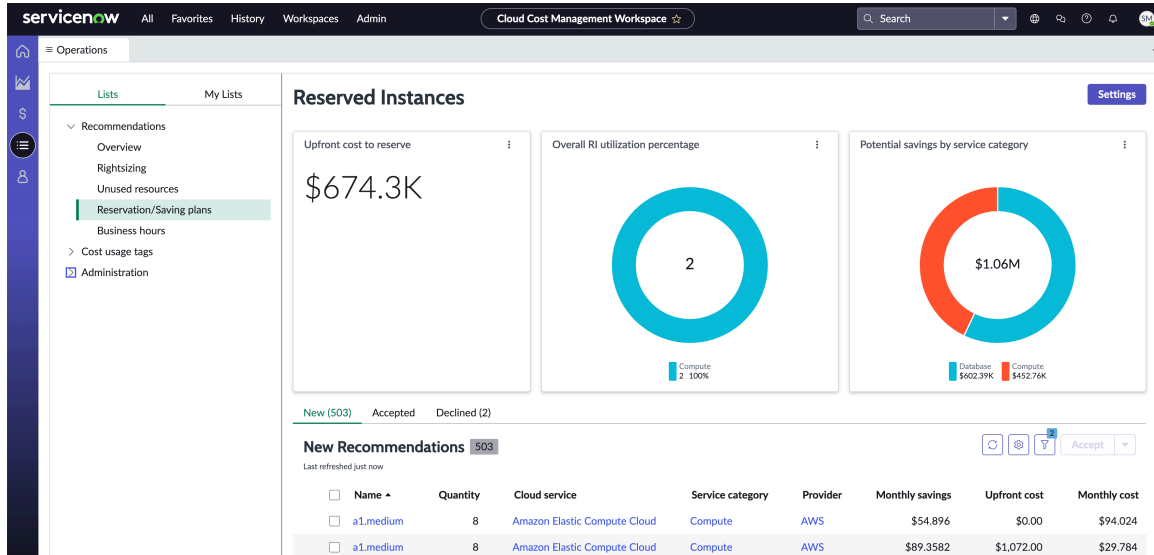 servicenow All Favorites History Workspaces Admin Cloud Cost Management Workspace Search SM
Operations
Lists My Lists
Recommendations
Overview
Rightsizing
Unused resources
Reservation/Saving plans
Business hours
Cost usage tags
Administration
Reserved Instances Settings
Upfront cost to reserve
$674.3K
Overall RI utilization percentage
2
Compute
2 100%
Potential savings by service category
$1.06M
Database Compute
$602.39K $452.76K
New (503) Accepted Declined (2)
New Recommendations 503 2 Accept
Last refreshed just now
Name Quantity Cloud service Service category Provider Monthly savings Upfront cost Monthly cost
a1.medium 8 Amazon Elastic Compute Cloud Compute AWS $54.896 $0.00 $94.024
a1.medium 8 Amazon Elastic Compute Cloud Compute AWS $89.3582 $1,072.00 $29.784